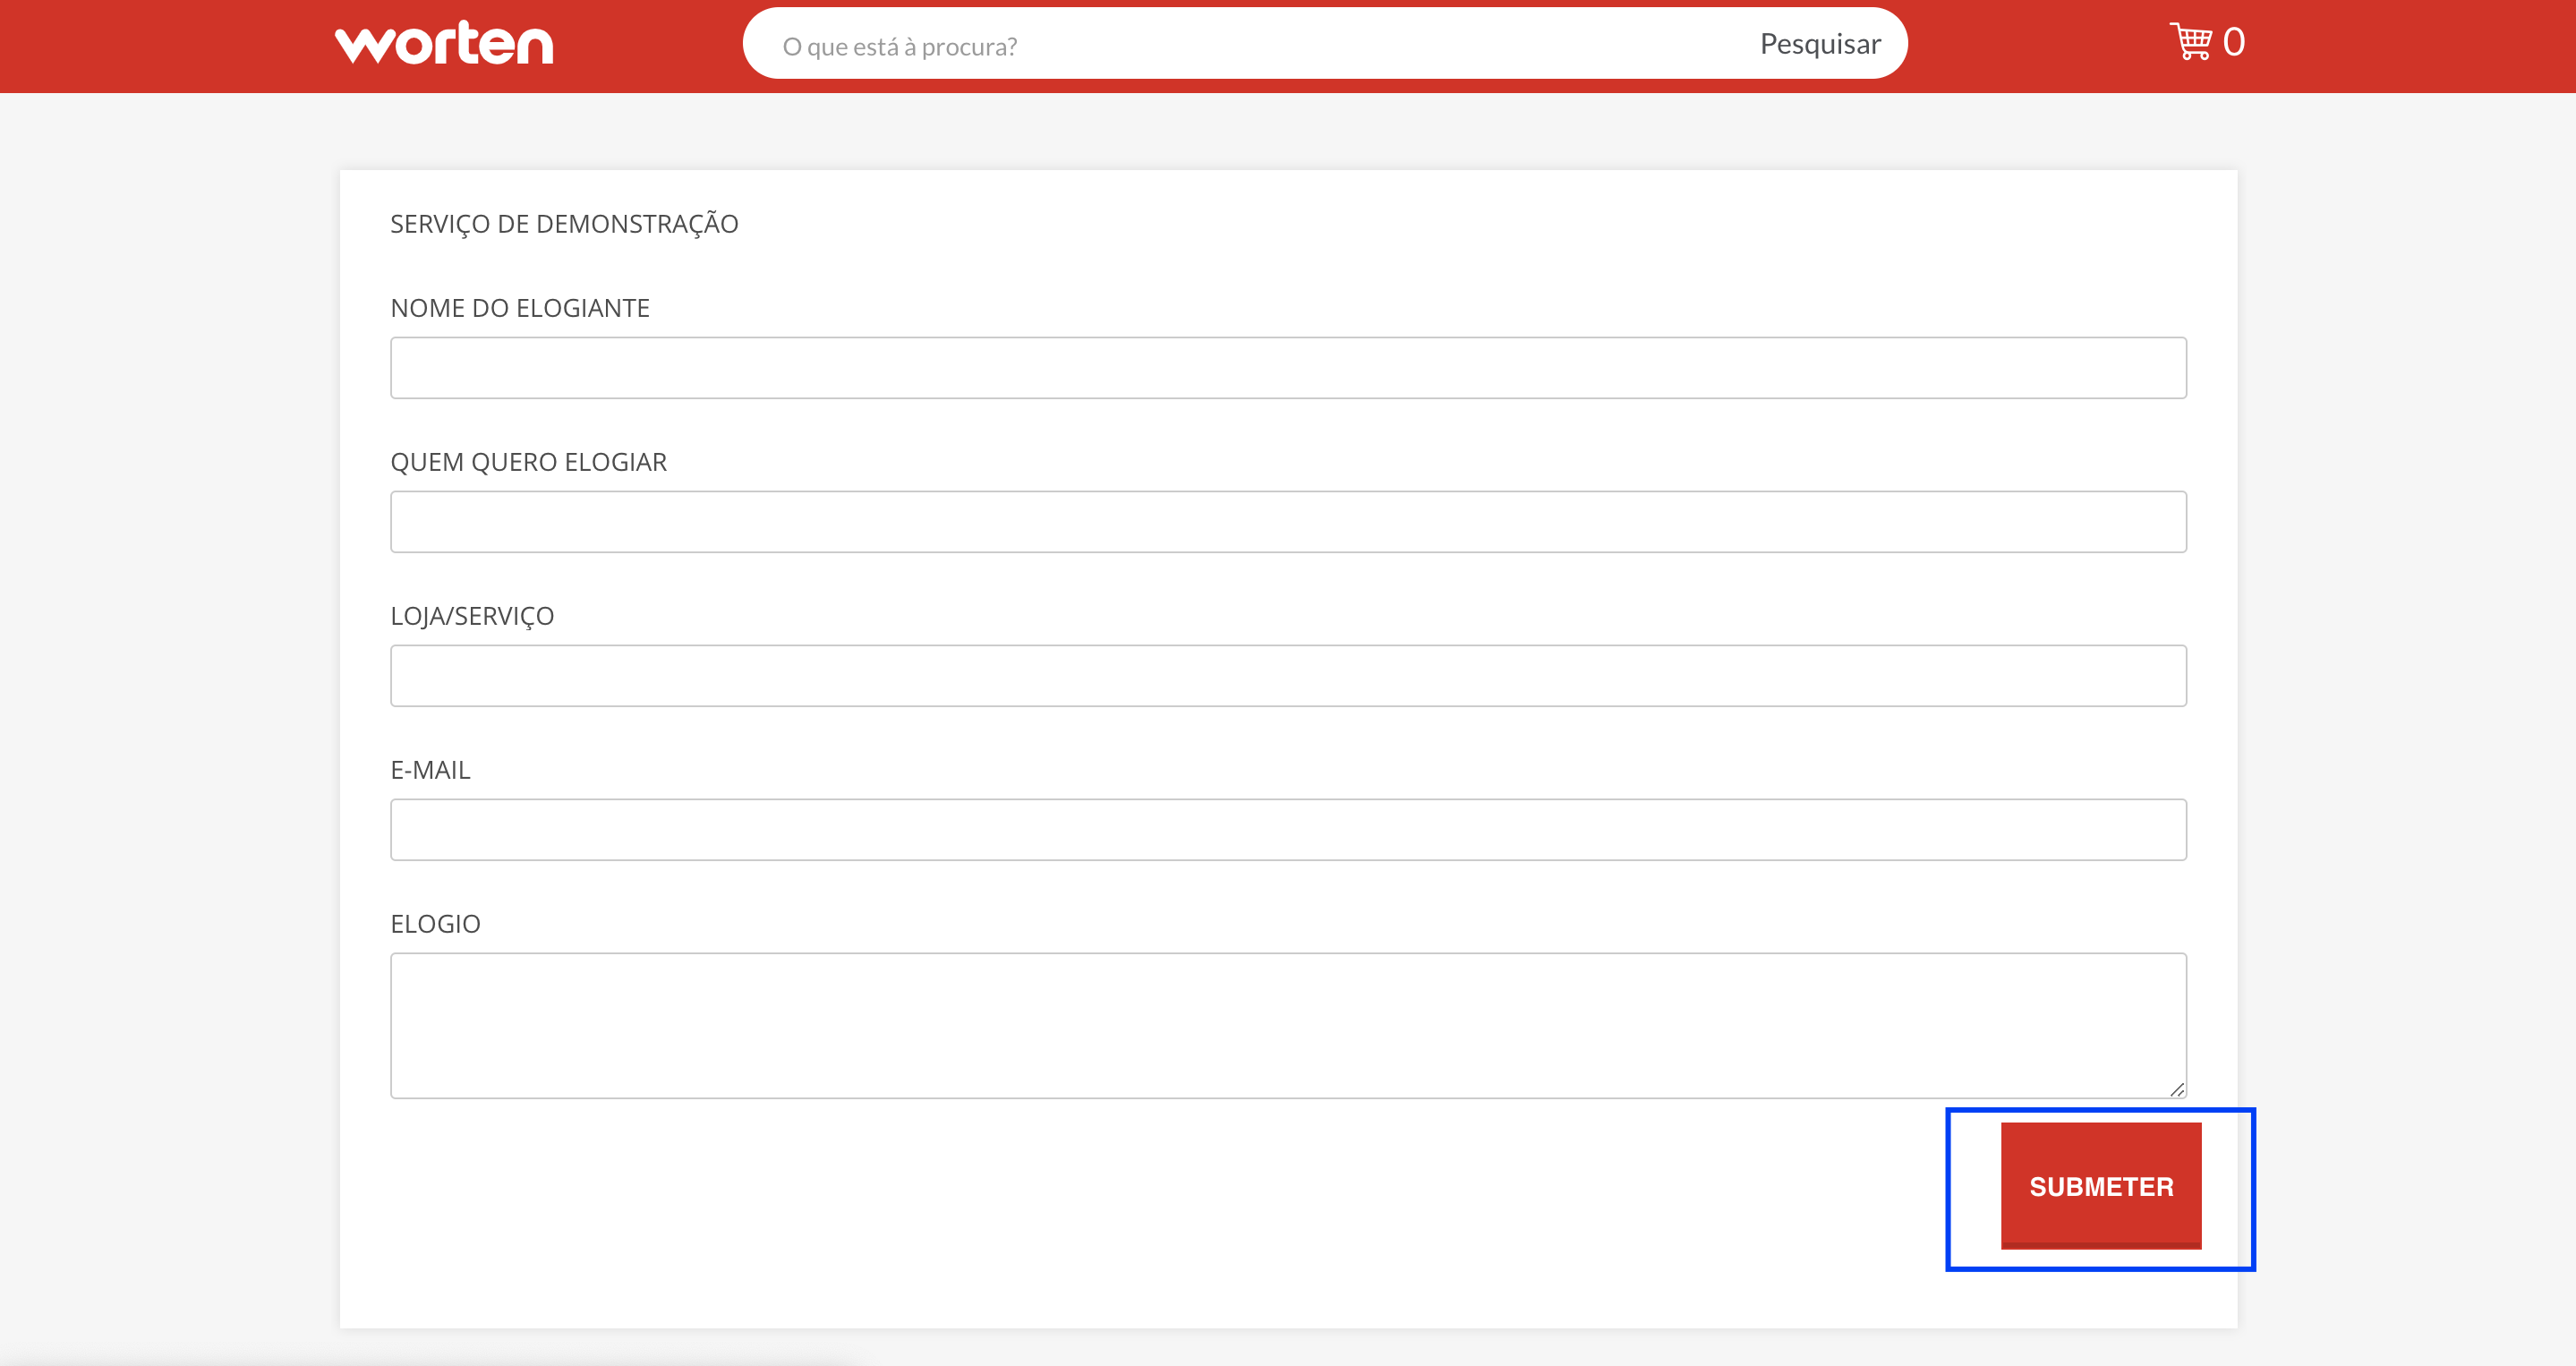 worten
O que está à procura?
Pesquisar
0
SERVIÇO DE DEMONSTRAÇÃO
NOME DO ELOGIANTE
QUEM QUERO ELOGIAR
LOJA/SERVIÇO
E-MAIL
ELOGIO
SUBMETER